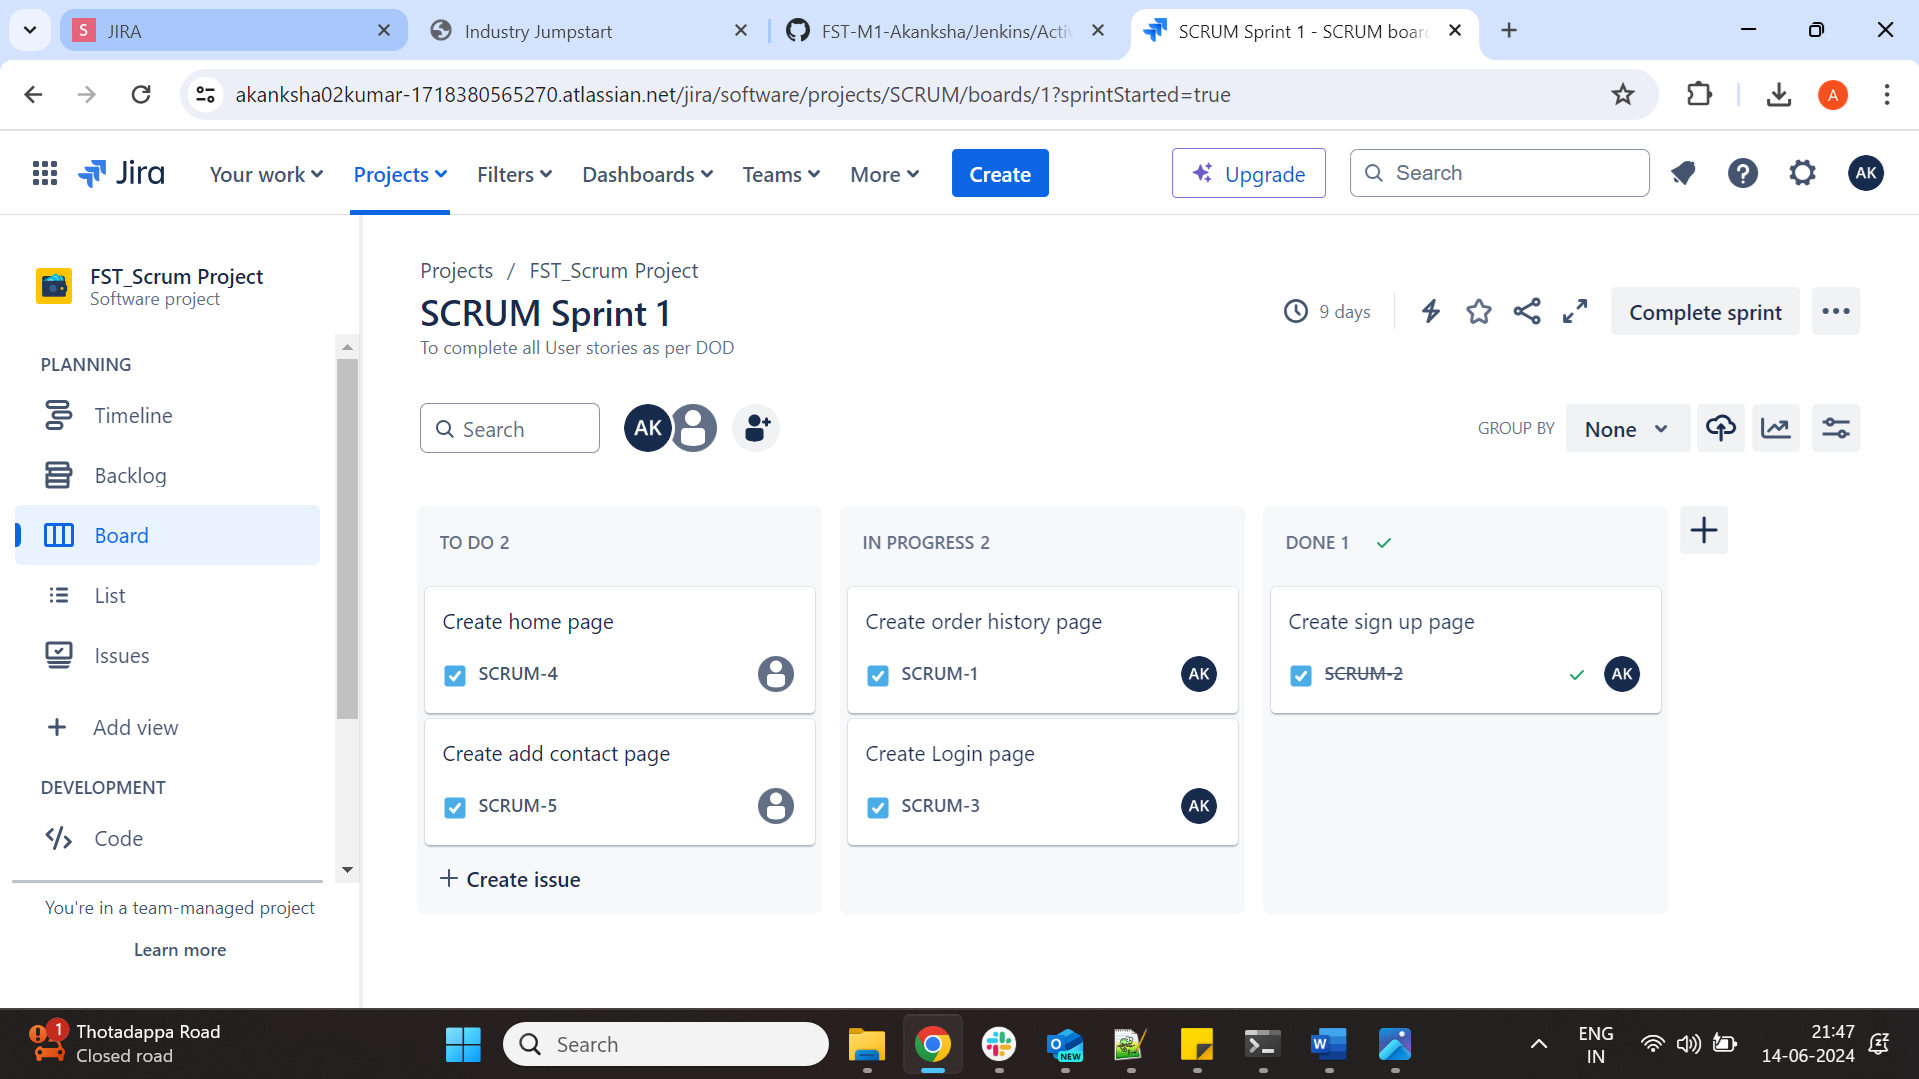 S JIRA
Industry Jumpstart
FST-M1-Akanksha/Jenkins/Activ
SCRUM Sprint 1 - SCRUM board
akanksha02kumar-1718380565270.atlassian.net/jira/software/projects/SCRUM/boards/1?sprintStarted=true
A
Jira
Your work
Projects
Filters
Dashboards
Teams
More
Create
Upgrade
Search
AK
FST_Scrum Project
Software project
PLANNING
Timeline
Backlog
Board
List
Issues
Add view
DEVELOPMENT
Code
You're in a team-managed project
Learn more
Projects / FST_Scrum Project
SCRUM Sprint 1
To complete all User stories as per DOD
9 days
Complete sprint
Search
AK
GROUP BY
None
TO DO 2
Create home page
SCRUM-4
Create add contact page
SCRUM-5
+ Create issue
IN PROGRESS 2
Create order history page
SCRUM-1
AK
Create Login page
SCRUM-3
AK
DONE 1
Create sign up page
SCRUM-2
AK
1
Thotadappa Road
Closed road
Search
NEW
ENG
IN
21:47
14-06-2024